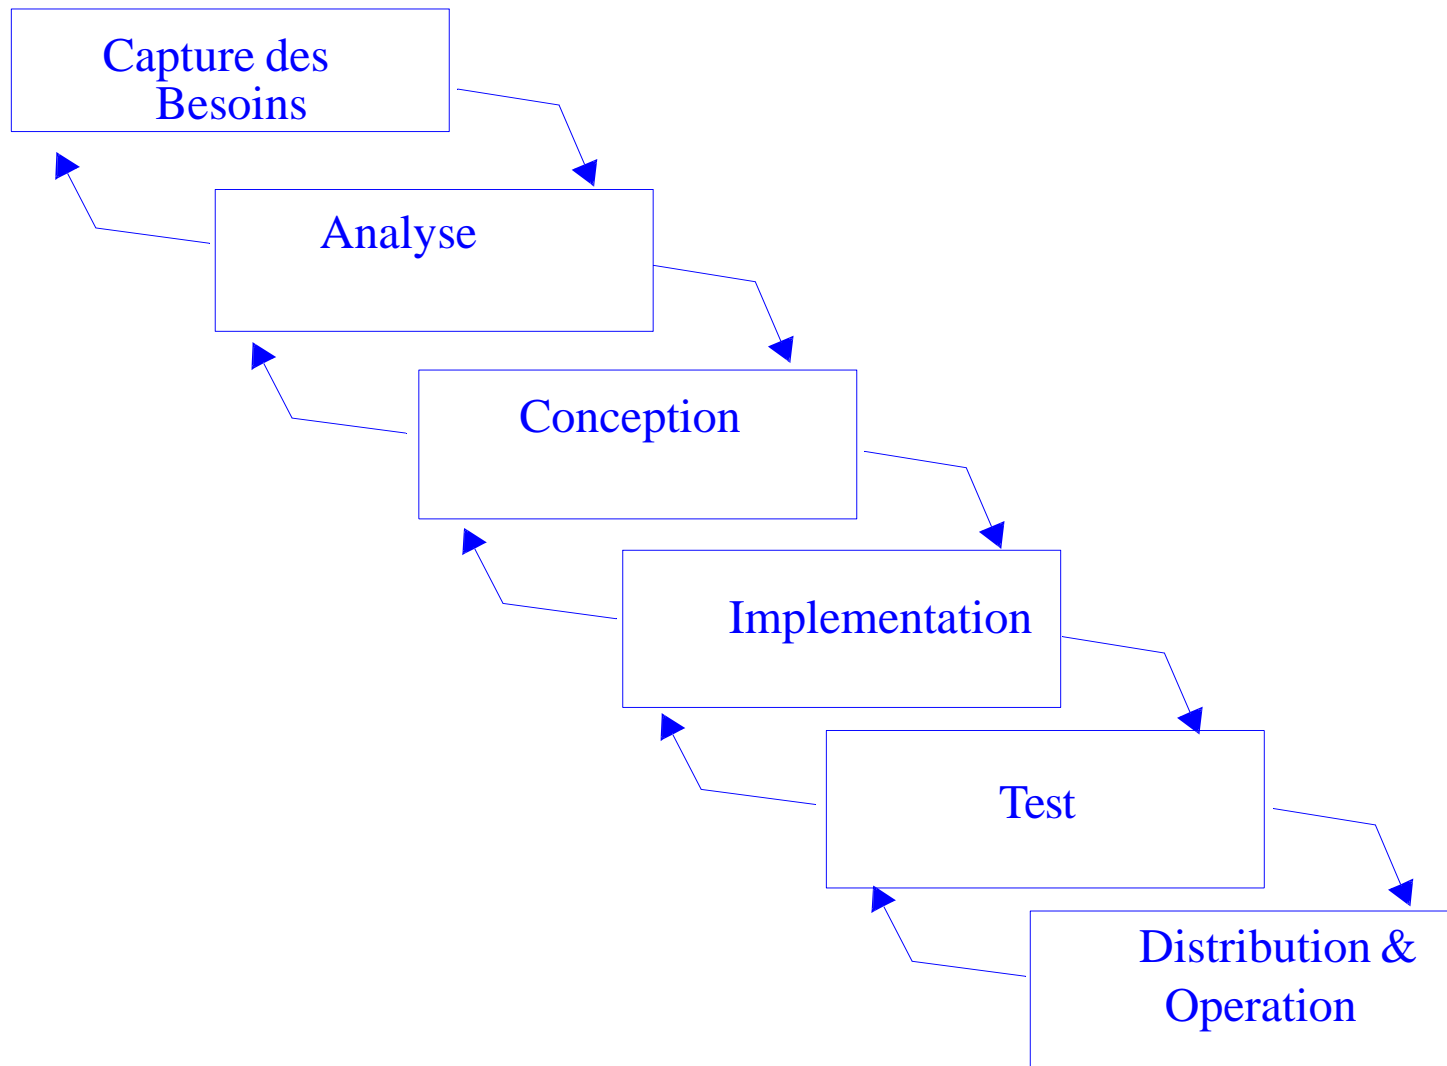 Capture des
Besoins
Analyse
Conception
Implementation
Test
Distribution &
Operation